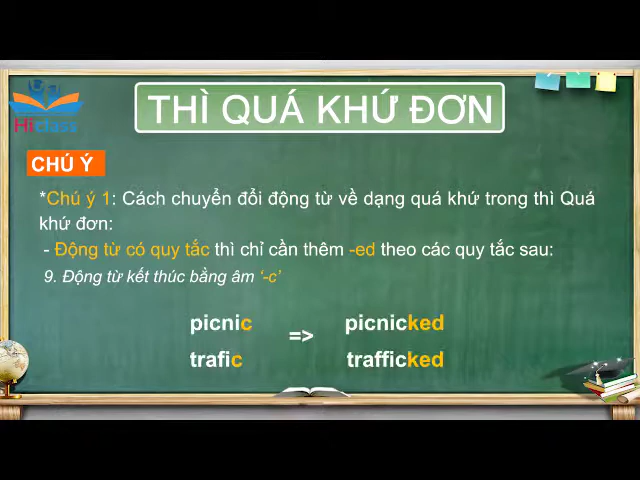 Hiclass
THÌ QUÁ KHỨ ĐƠN
CHÚ Ý
*Chú ý 1: Cách chuyển đổi động từ về dạng quá khứ trong thì Quá
khứ đơn:
- Động từ có quy tắc thì chỉ cần thêm -ed theo các quy tắc sau:
9. Động từ kết thúc bằng âm ‘-c’
picnic => picnicked
trafic trafficked